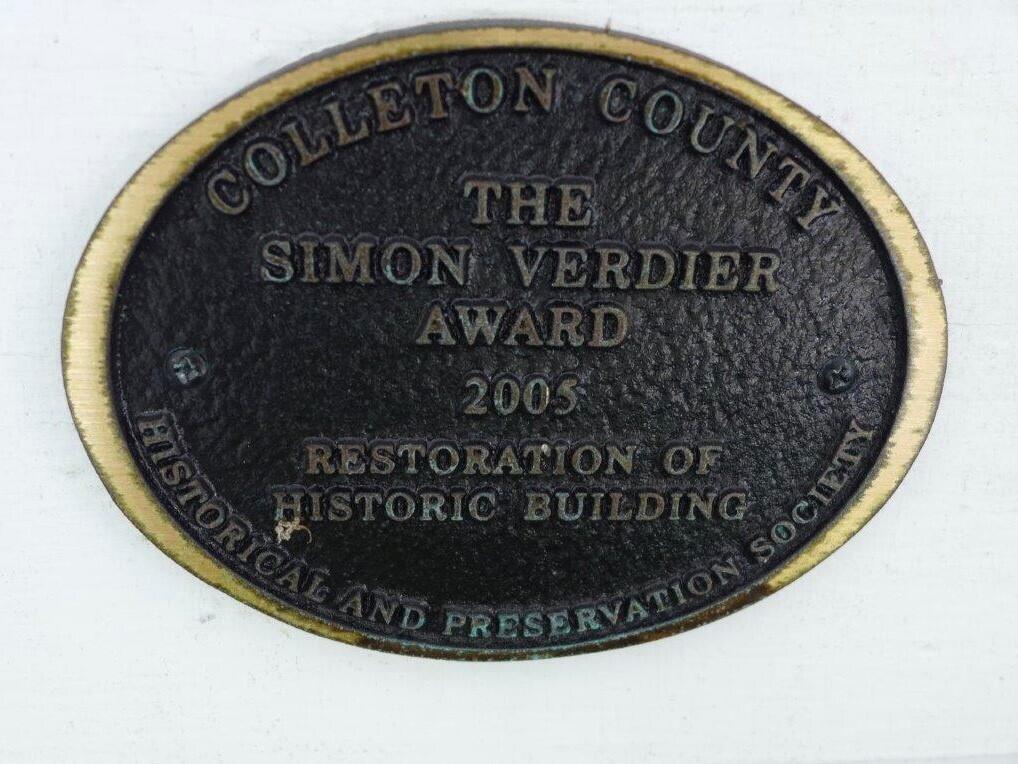 COLLETON COUNTY
THE
SIMON VERDIER
AWARD
2005
RESTORATION OF
HISTORIC BUILDING
HISTORICAL AND PRESERVATION SOCIETY